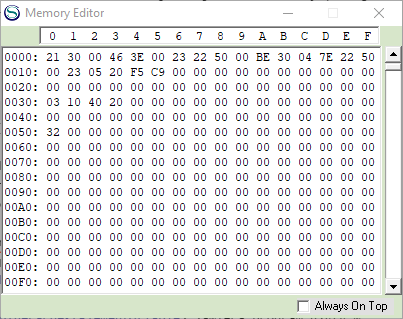 Memory Editor
0 1 2 3 4 5 6 7 8 9 A B C D E F
0000: 21 30 00 46 3E 00 23 22 50 00 BE 30 04 7E 22 50
0010: 00 23 05 20 F5 C9 00 00 00 00 00 00 00 00 00 00
0020: 00 00 00 00 00 00 00 00 00 00 00 00 00 00 00 00
0030: 03 10 40 20 00 00 00 00 00 00 00 00 00 00 00 00
0040: 00 00 00 00 00 00 00 00 00 00 00 00 00 00 00 00
0050: 32 00 00 00 00 00 00 00 00 00 00 00 00 00 00 00
0060: 00 00 00 00 00 00 00 00 00 00 00 00 00 00 00 00
0070: 00 00 00 00 00 00 00 00 00 00 00 00 00 00 00 00
0080: 00 00 00 00 00 00 00 00 00 00 00 00 00 00 00 00
0090: 00 00 00 00 00 00 00 00 00 00 00 00 00 00 00 00
00A0: 00 00 00 00 00 00 00 00 00 00 00 00 00 00 00 00
00B0: 00 00 00 00 00 00 00 00 00 00 00 00 00 00 00 00
00C0: 00 00 00 00 00 00 00 00 00 00 00 00 00 00 00 00
00D0: 00 00 00 00 00 00 00 00 00 00 00 00 00 00 00 00
00E0: 00 00 00 00 00 00 00 00 00 00 00 00 00 00 00 00
00F0: 00 00 00 00 00 00 00 00 00 00 00 00 00 00 00 00
Always On Top